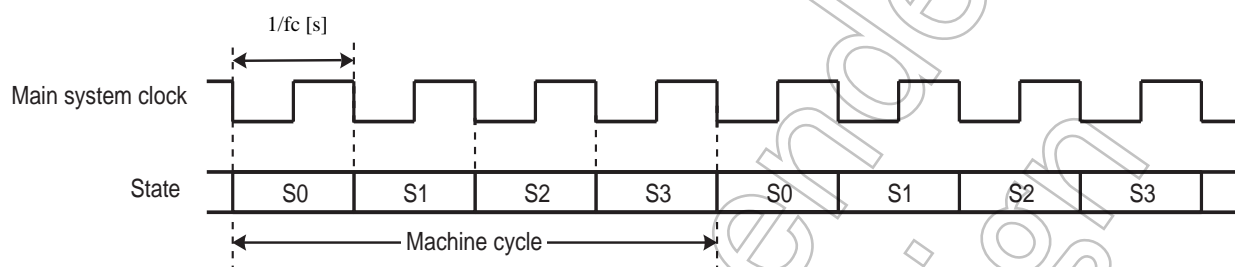 1/fc [s]
Main system clock
State S0 S1 S2 S3 S0 S1 S2 S3
Machine cycle